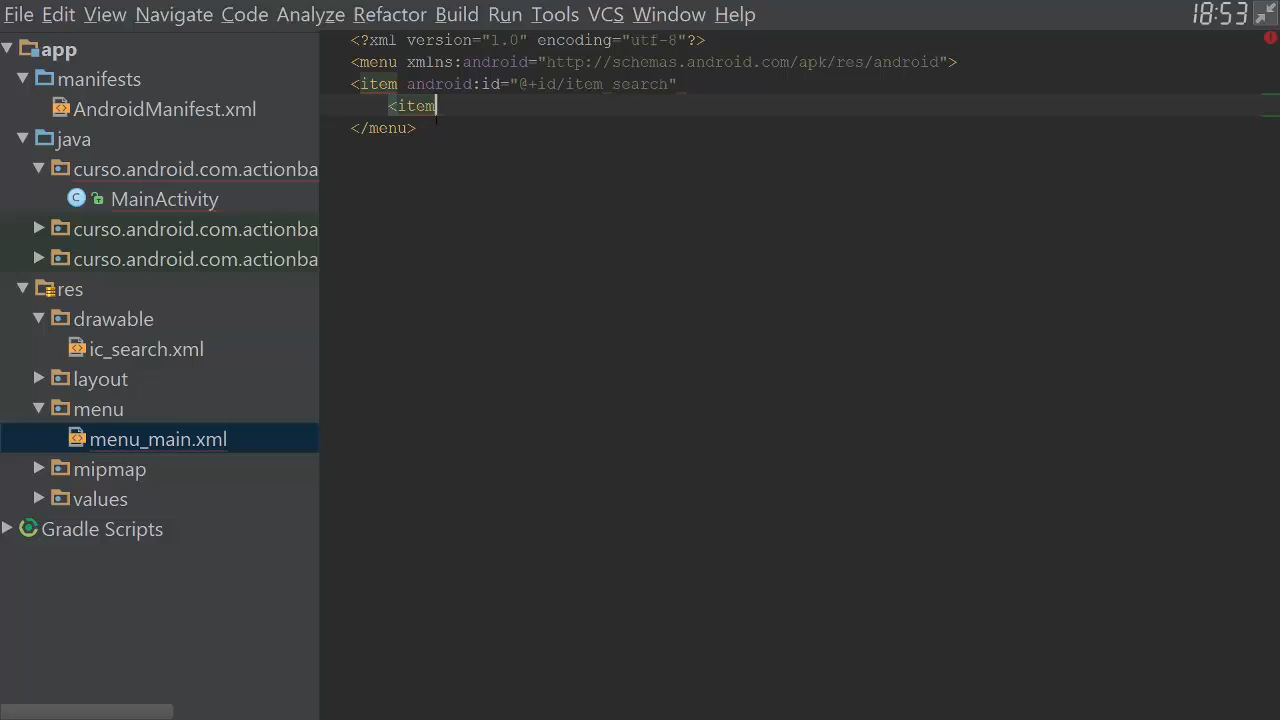 File Edit View Navigate Code Analyze Refactor Build Run Tools VCS Window Help 18:53
app
manifests
AndroidManifest.xml
java
curso.android.com.actionba
MainActivity
curso.android.com.actionba
curso.android.com.actionba
res
drawable
ic_search.xml
layout
menu
menu_main.xml
mipmap
values
Gradle Scripts
<?xml version="1.0" encoding="utf-8"?>
<menu xmlns:android="http://schemas.android.com/apk/res/android">
<item android:id="@+id/item_search"
<item
</menu>